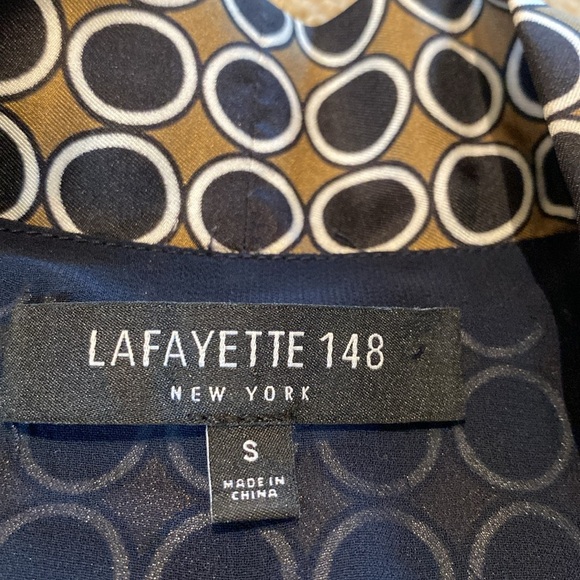 LAFAYETTE 148
NEW YORK
S
MADE IN
CHINA